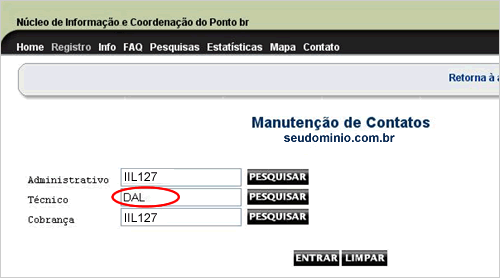 Núcleo de Informação e Coordenação do Ponto br
Home Registro Info FAQ Pesquisas Estatísticas Mapa Contato
Retorna à
Manutenção de Contatos
seudominio.com.br
Administrativo IIL127 PESQUISAR
Técnico DAL PESQUISAR
Cobrança IIL127 PESQUISAR
ENTRAR LIMPAR